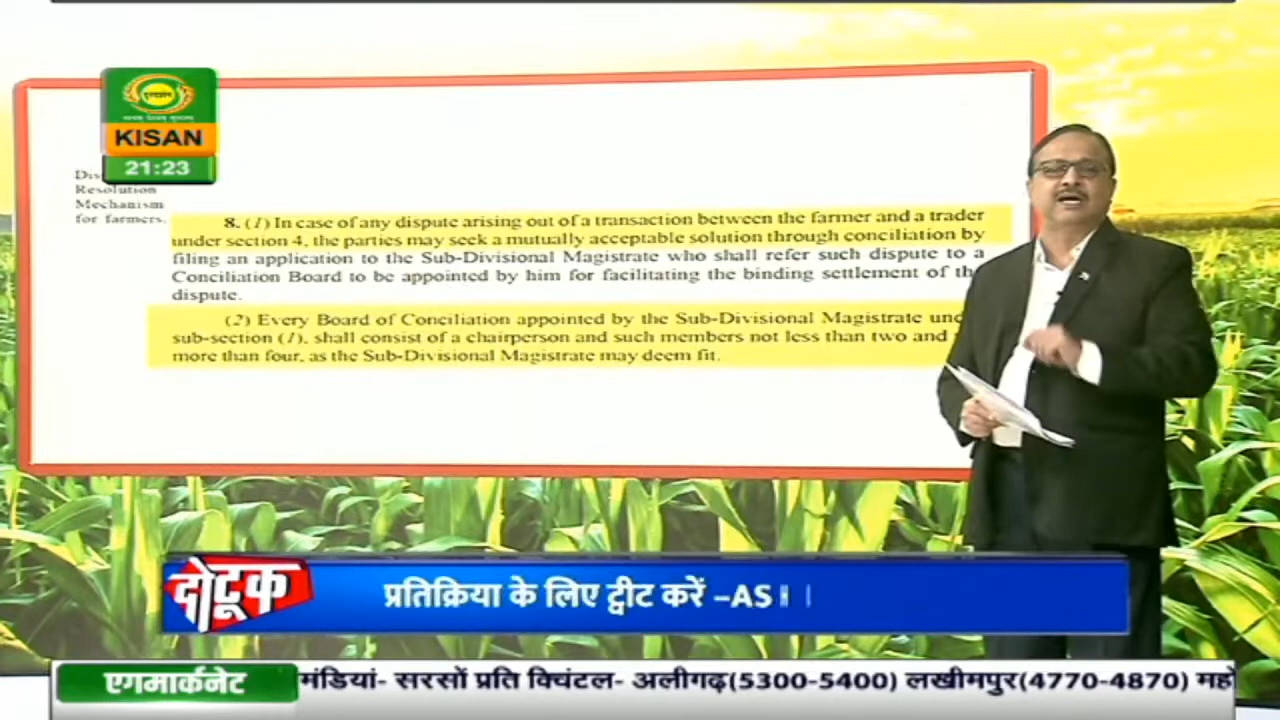 KISAN
21:23
Resolution
Mechanism
for farmers.
8. (1) In case of any dispute arising out of a transaction between the farmer and a trader
under section 4, the parties may seek a mutually acceptable solution through conciliation by
filing an application to the Sub-Divisional Magistrate who shall refer such dispute to a
Conciliation Board to be appointed by him for facilitating the binding settlement of
dispute.
(2) Every Board of Conciliation appointed by the Sub-Divisional Magistrate
sub-section (1), shall consist of a chairperson and such members not less than two and
more than four, as the Sub-Divisional Magistrate may deem fit.
दोटूक
प्रतिक्रिया के लिए ट्वीट करें –AS
एगमार्कनेट
मंडियां- सरसों प्रति क्विंटल- अलीगढ़(5300-5400) लखीमपुर(4770-4870)